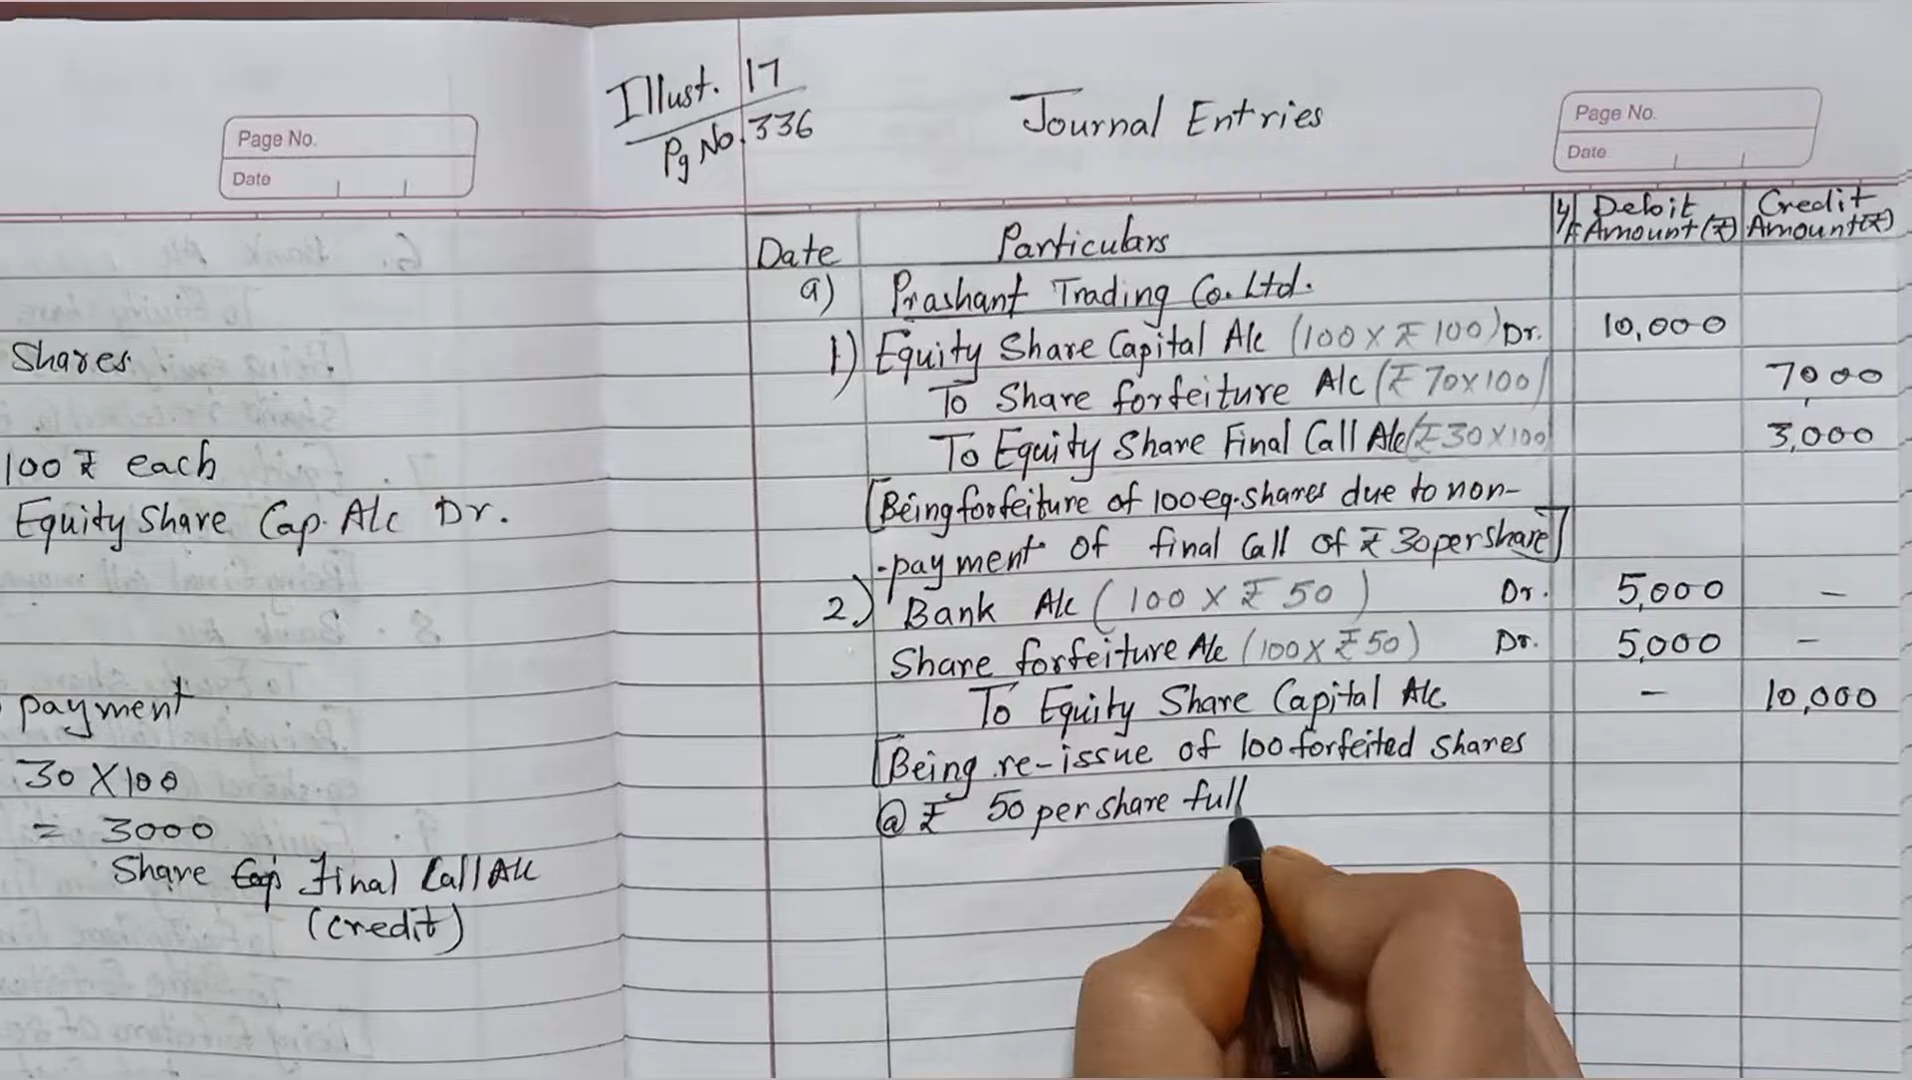 Page No.
Date
Shares.
100 ₹ each
Equity Share Cap. A/c Dr.
payment
30 X 100
= 3000
Share Final Call A/c
(credit)
Illust. 17
Pg No. 336
Journal Entries
Page No.
Date
Date Particulars L/F Debit Amount (₹) Credit Amount (₹)
a) Prashant Trading Co. Ltd.
1) Equity Share Capital A/c (100 X ₹ 100) Dr. 10,000
To Share forfeiture A/c (₹ 70X100) 7000
To Equity Share Final Call A/c (₹ 30X100) 3,000
[Being forfeiture of 100 eq. shares due to non-
-payment of final Call of ₹ 30 per share]
2.) Bank A/c (100 X ₹ 50) Dr. 5,000 -
Share forfeiture A/c (100 X ₹ 50) Dr. 5,000 -
To Equity Share Capital A/c - 10,000
[Being re-issue of 100 forfeited shares
@ ₹ 50 per share full